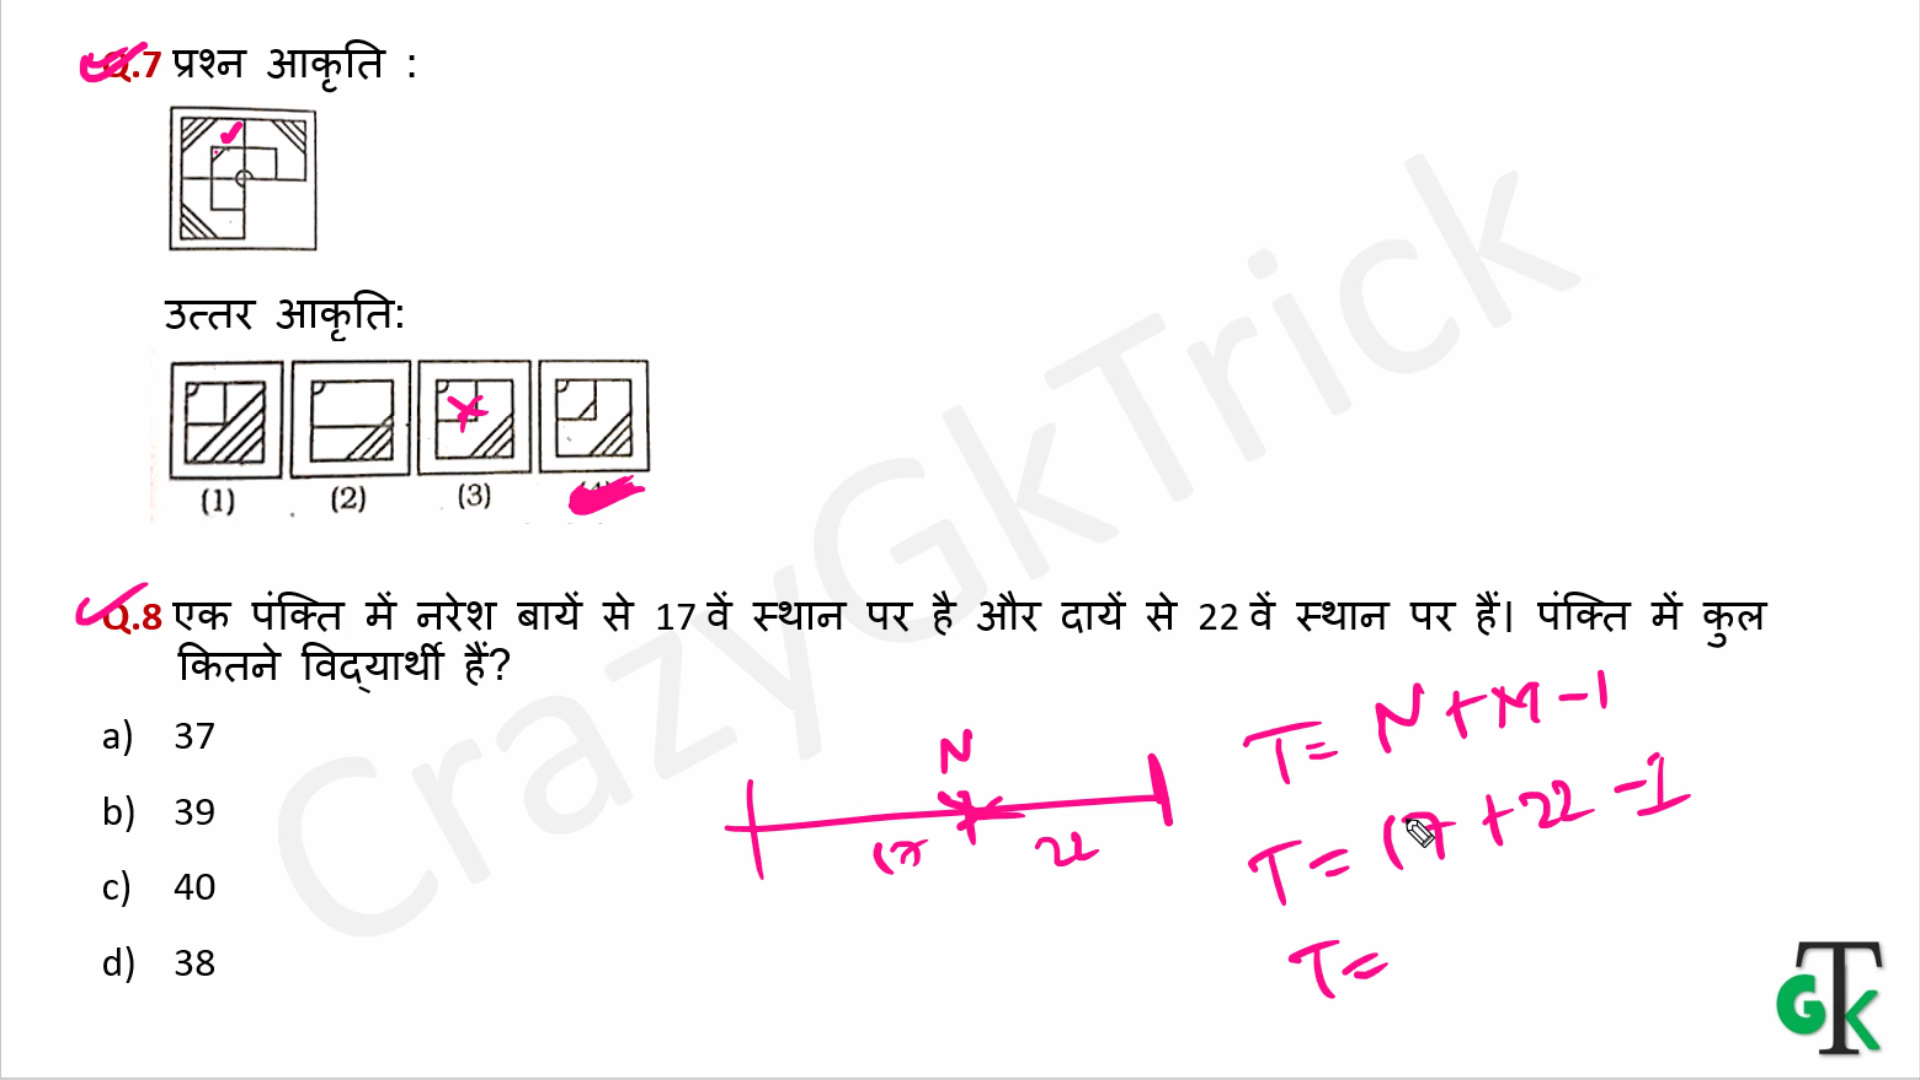 Q.7 प्रश्न आकृति :
उत्तर आकृति:
(1) (2) (3)
Q.8 एक पंक्ति में नरेश बायें से 17 वें स्थान पर है और दायें से 22 वें स्थान पर हैं। पंक्ति में कुल
कितने विद्यार्थी हैं?
a) 37
b) 39
c) 40
d) 38
N
17 22
T= N+M-1
T= 17+22-1
T=
CrazyGkTrick
GTK